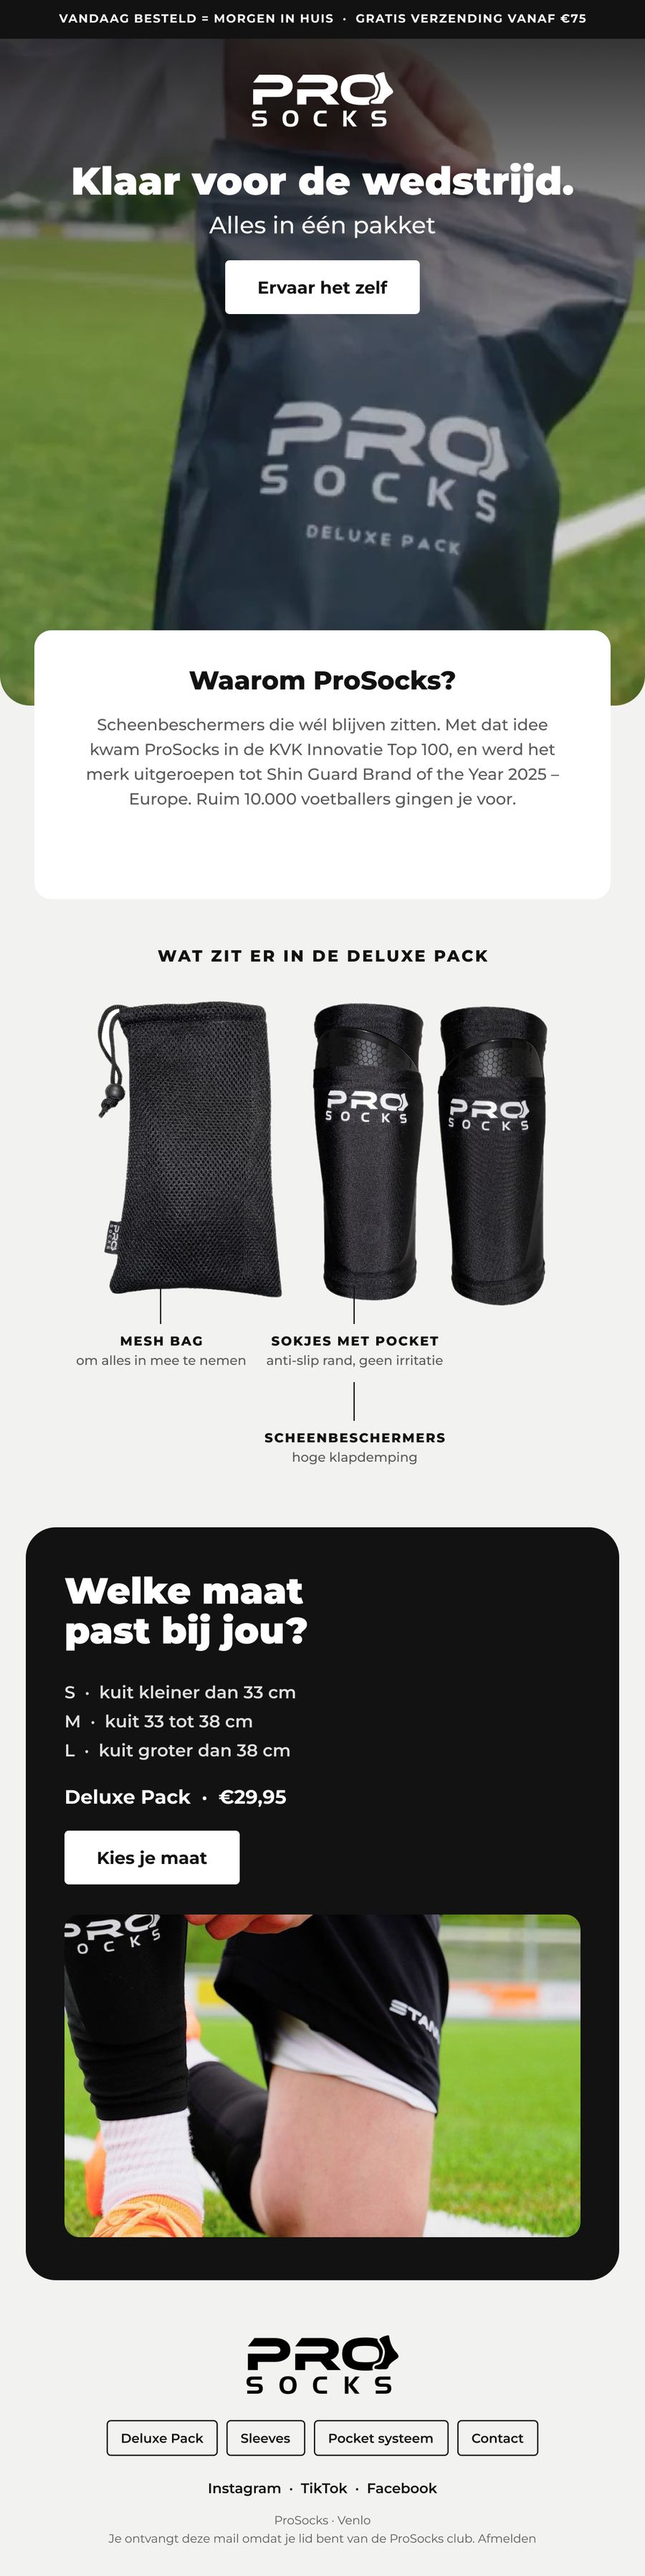 VANDAAG BESTELD = MORGEN IN HUIS · GRATIS VERZENDING VANAF €75
PRO
SOCKS
Klaar voor de wedstrijd.
Alles in één pakket
Ervaar het zelf
PRO
SOCKS
DELUXE PACK
Waarom ProSocks?
Scheenbeschermers die wél blijven zitten. Met dat idee
kwam ProSocks in de KVK Innovatie Top 100, en werd het
merk uitgeroepen tot Shin Guard Brand of the Year 2025 –
Europe. Ruim 10.000 voetballers gingen je voor.
WAT ZIT ER IN DE DELUXE PACK
PRO
SOCKS
PRO
SOCKS
PRO
MESH BAG
om alles in mee te nemen
SOKJES MET POCKET
anti-slip rand, geen irritatie
SCHEENBESCHERMERS
hoge klapdemping
Welke maat
past bij jou?
S · kuit kleiner dan 33 cm
M · kuit 33 tot 38 cm
L · kuit groter dan 38 cm
Deluxe Pack · €29,95
Kies je maat
PRO
OCKS
STAN
PRO
SOCKS
Deluxe Pack
Sleeves
Pocket systeem
Contact
Instagram · TikTok · Facebook
ProSocks · Venlo
Je ontvangt deze mail omdat je lid bent van de ProSocks club. Afmelden